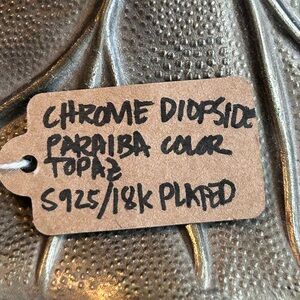 CHROME DIOPSIDE
PARAIBA COLOR
TOPAZ
S925/18K PLATED